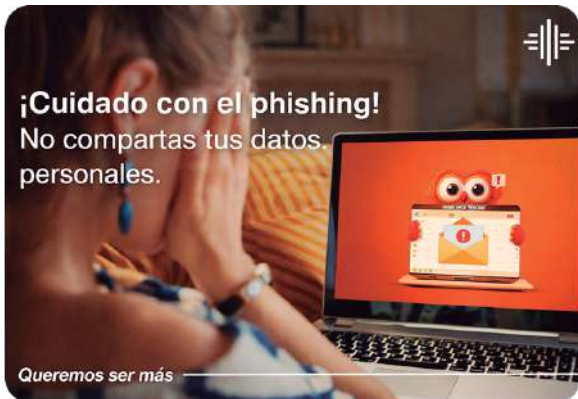 ¡Cuidado con el phishing!
No compartas tus datos.
personales.
Queremos ser más